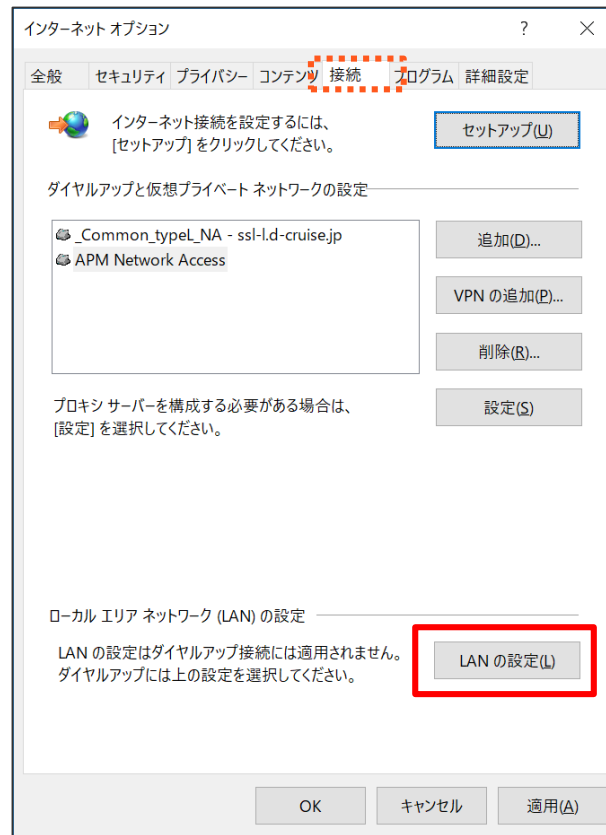 インターネット オプション ? ×
全般 セキュリティ プライバシー コンテンツ 接続 プログラム 詳細設定
インターネット接続を設定するには、
[セットアップ] をクリックしてください。
セットアップ(U)
ダイヤルアップと仮想プライベート ネットワークの設定
_Common_typeL_NA - ssl-l.d-cruise.jp
APM Network Access
追加(D)...
VPN の追加(P)...
削除(R)...
プロキシ サーバーを構成する必要がある場合は、
[設定] を選択してください。
設定(S)
ローカル エリア ネットワーク (LAN) の設定
LAN の設定はダイヤルアップ接続には適用されません。
ダイヤルアップには上の設定を選択してください。
LAN の設定(L)
OK キャンセル 適用(A)